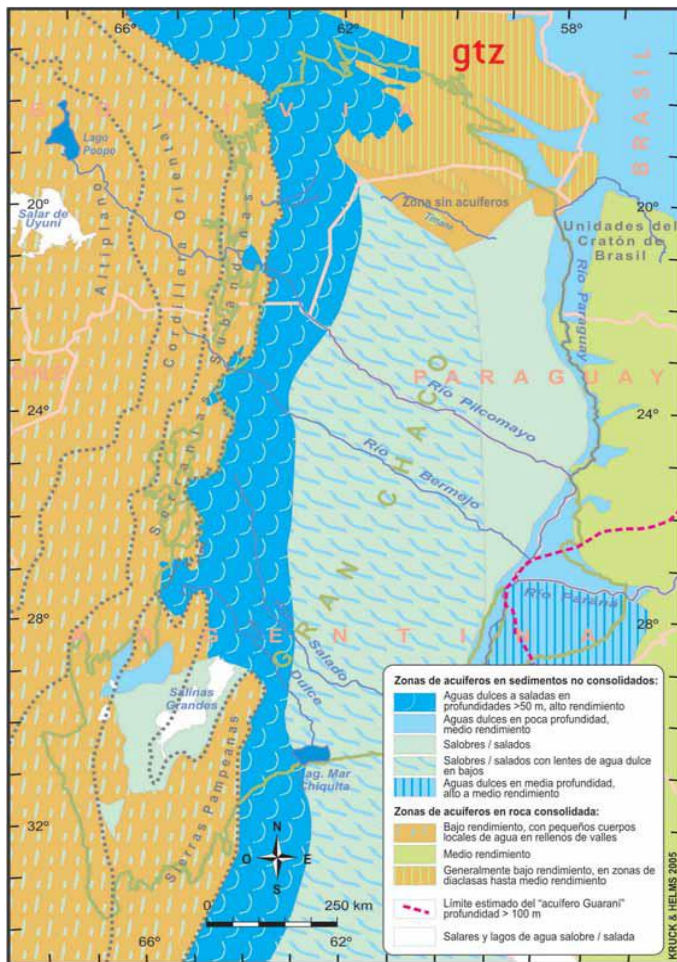 66°
62°
58°
gtz
BOLIVIA
BRASIL
Lago
Poopo
Salar de
Uyuni
20°
20°
Altiplano
Cordillera Oriental
Serranías Subandinas
Zona sin acuíferos
Timane
Unidades del
Cratón de
Brasil
Río Paraguay
PARAGUAY
Río Pilcomayo
24°
24°
Río Bermejo
GRAN CHACO
Río Paraná
28°
28°
ARGENTINA
Salado
Dulce
Salinas
Grandes
Lag. Mar
Chiquita
Sierras Pampeanas
32°
N
O E
S
0 250 km
66°
62°
Zonas de acuíferos en sedimentos no consolidados:
Aguas dulces a saladas en
profundidades >50 m, alto rendimiento
Aguas dulces en poca profundidad,
medio rendimiento
Salobres / salados
Salobres / salados con lentes de agua dulce
en bajos
Aguas dulces en media profundidad,
alto a medio rendimiento
Zonas de acuíferos en roca consolidada:
Bajo rendimiento, con pequeños cuerpos
locales de agua en rellenos de valles
Medio rendimiento
Generalmente bajo rendimiento, en zonas de
diaclasas hasta medio rendimiento
Límite estimado del "acuífero Guaraní"
profundidad > 100 m
Salares y lagos de agua salobre / salada
KRUCK & HELMS 2005